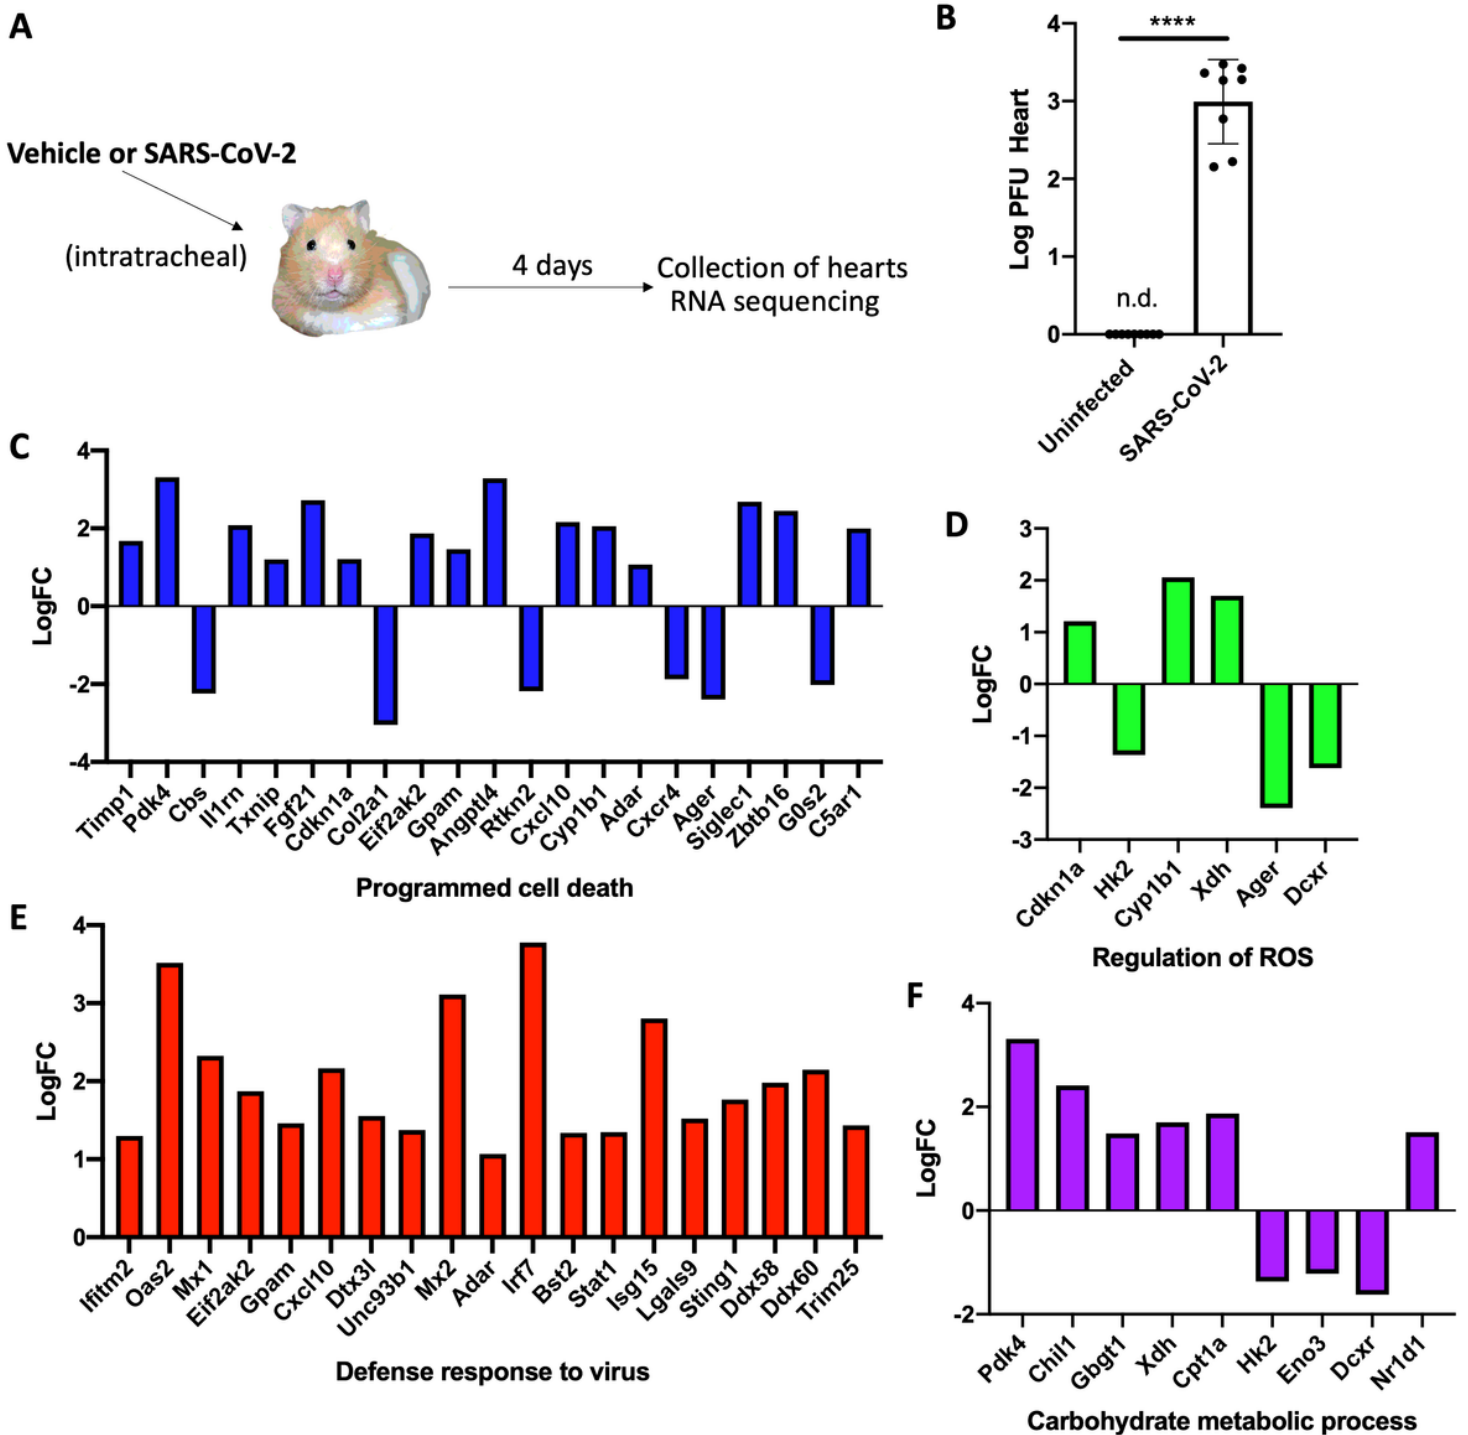 A
Vehicle or SARS-CoV-2
(intratracheal)
4 days
Collection of hearts
RNA sequencing
B
****
Log PFU Heart
4
3
2
1
0
n.d.
Uninfected
SARS-CoV-2
C
LogFC
4
2
0
-2
-4
Timp1
Pdk4
Cbs
Il1rn
Txnip
Fgf21
Cdkn1a
Col2a1
Eif2ak2
Gpam
Angptl4
Rtkn2
Cxcl10
Cyp1b1
Adar
Cxcr4
Ager
Siglec1
Zbtb16
G0s2
C5ar1
Programmed cell death
D
LogFC
3
2
1
0
-1
-2
-3
Cdkn1a
Hk2
Cyp1b1
Xdh
Ager
Dcxr
Regulation of ROS
E
LogFC
4
3
2
1
0
Ifitm2
Oas2
Mx1
Eif2ak2
Gpam
Cxcl10
Dtx3l
Unc93b1
Mx2
Adar
Irf7
Bst2
Stat1
Isg15
Lgals9
Sting1
Ddx58
Ddx60
Trim25
Defense response to virus
F
LogFC
4
2
0
-2
Pdk4
Chil1
Gbgt1
Xdh
Cpt1a
Hk2
Eno3
Dcxr
Nr1d1
Carbohydrate metabolic process